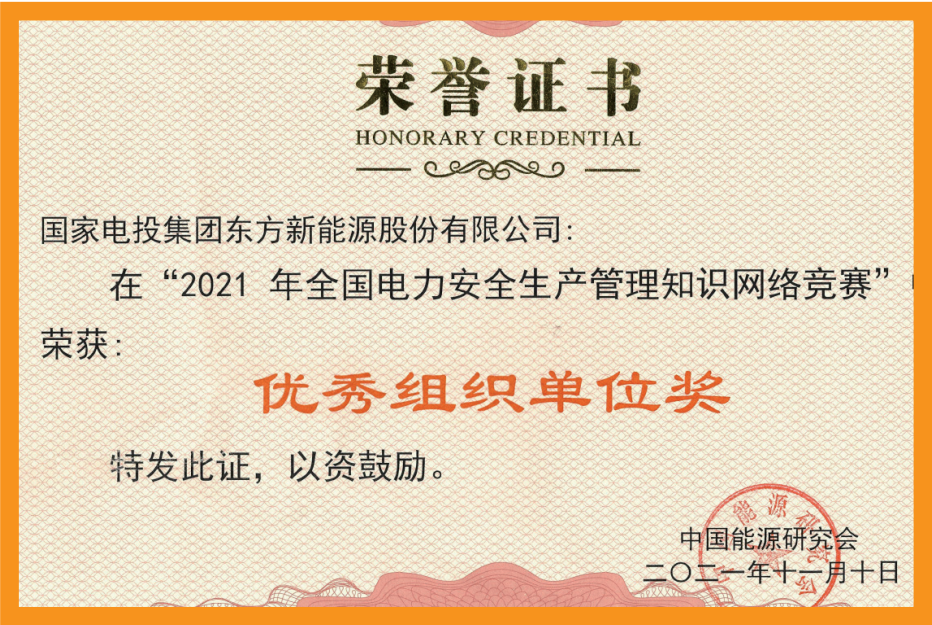 荣誉证书
HONORARY CREDENTIAL
国家电投集团东方新能源股份有限公司:
在“2021 年全国电力安全生产管理知识网络竞赛”
荣获:
优秀组织单位奖
特发此证，以资鼓励。
中国能源研究会
二〇二一年十一月十日